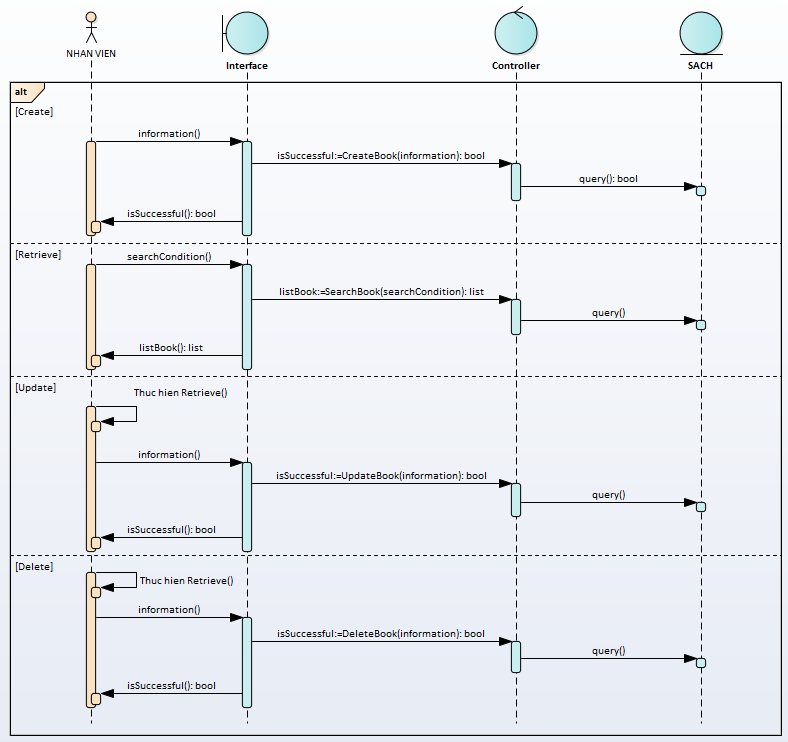 NHAN VIEN
Interface
Controller
SACH
alt
[Create]
information()
isSuccessful:=CreateBook(information): bool
query(): bool
isSuccessful(): bool
[Retrieve]
searchCondition()
listBook:=SearchBook(searchCondition): list
query()
listBook(): list
[Update]
Thuc hien Retrieve()
information()
isSuccessful:=UpdateBook(information): bool
query()
isSuccessful(): bool
[Delete]
Thuc hien Retrieve()
information()
isSuccessful:=DeleteBook(information): bool
query()
isSuccessful(): bool